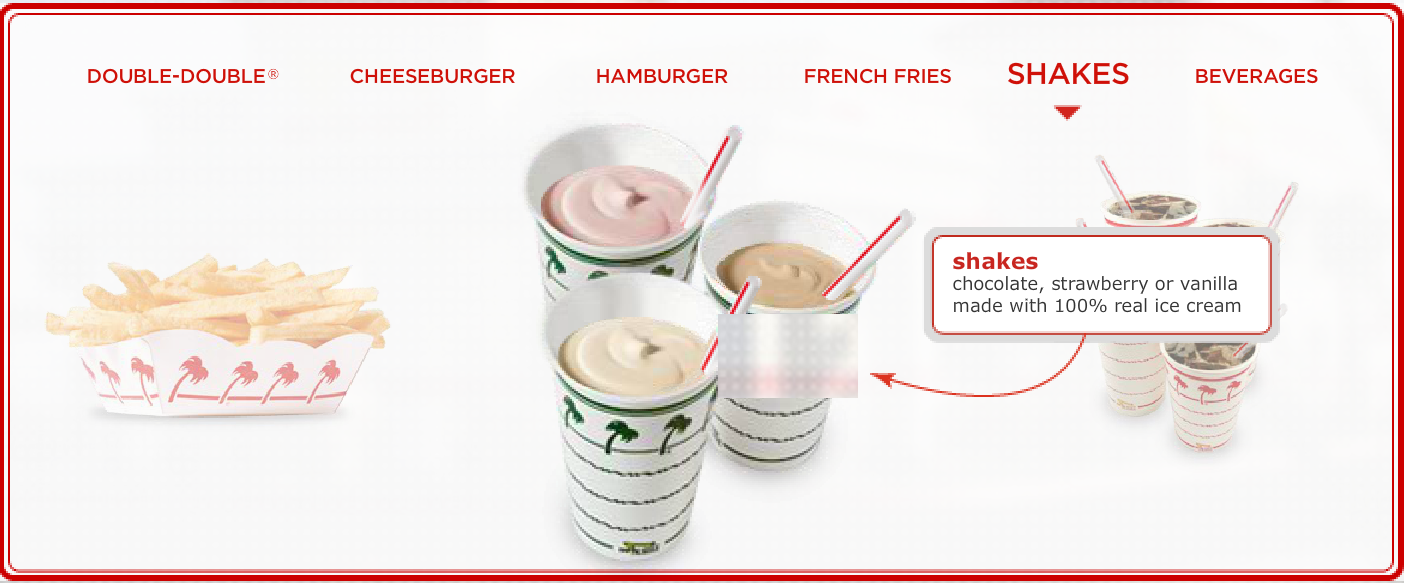 DOUBLE-DOUBLE® CHEESEBURGER HAMBURGER FRENCH FRIES SHAKES BEVERAGES
shakes
chocolate, strawberry or vanilla
made with 100% real ice cream